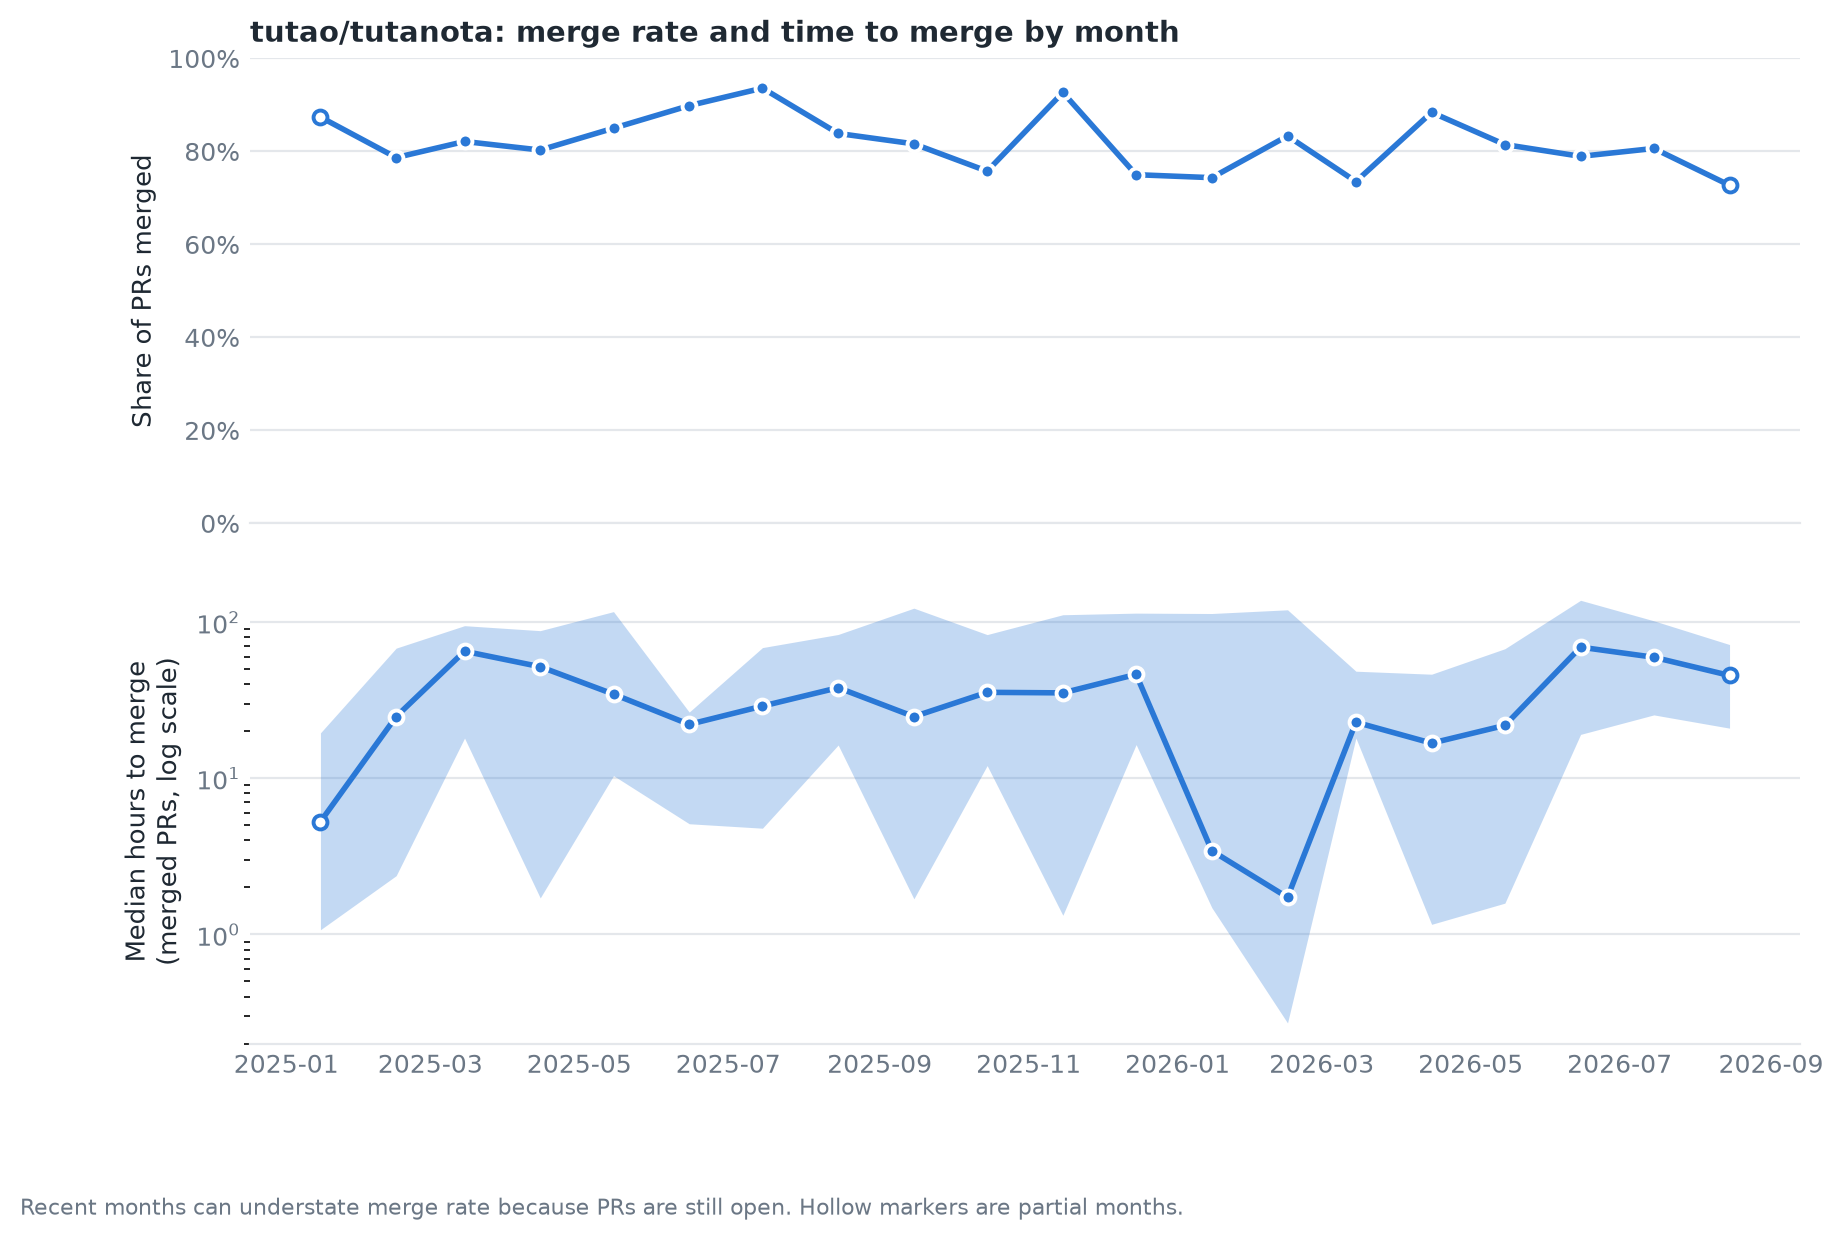 tutao/tutanota: merge rate and time to merge by month
100%
80%
60%
40%
20%
0%
Share of PRs merged
10²
10¹
10⁰
Median hours to merge
(merged PRs, log scale)
2025-01 2025-03 2025-05 2025-07 2025-09 2025-11 2026-01 2026-03 2026-05 2026-07 2026-09
Recent months can understate merge rate because PRs are still open. Hollow markers are partial months.